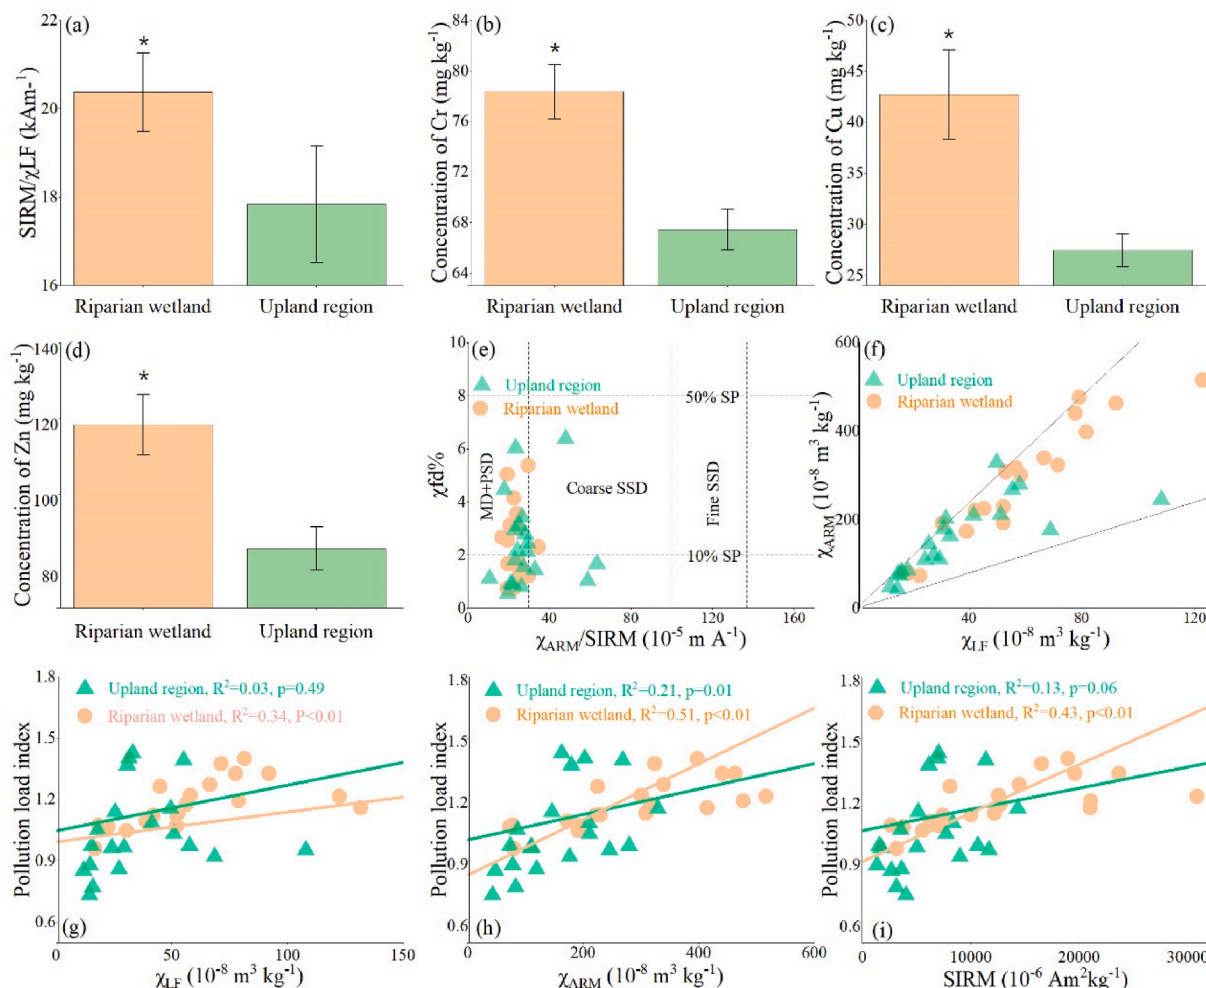 (a)
SIRM/χLF (kAm-¹)
22
20
18
16
*
Riparian wetland
Upland region
(b)
Concentration of Cr (mg kg⁻¹)
84
80
76
72
68
64
*
Riparian wetland
Upland region
(c)
Concentration of Cu (mg kg⁻¹)
50
45
40
35
30
25
*
Riparian wetland
Upland region
(d)
Concentration of Zn (mg kg⁻¹)
140
120
100
80
*
Riparian wetland
Upland region
(e)
χfd%
10
8
6
4
2
0
Upland region
Riparian wetland
50% SP
MD+PSD
Coarse SSD
Fine SSD
10% SP
0 40 80 120 160
χARM/SIRM (10⁻⁵ m A⁻¹)
(f)
χARM (10⁻⁸ m³ kg⁻¹)
600
400
200
0
Upland region
Riparian wetland
40 80 120
χLF (10⁻⁸ m³ kg⁻¹)
Pollution load index
1.8
1.5
1.2
0.9
0.6
Upland region, R²=0.03, p=0.49
Riparian wetland, R²=0.34, P<0.01
(g)
0 50 100 150
χLF (10⁻⁸ m³ kg⁻¹)
Pollution load index
1.8
1.5
1.2
0.9
0.6
Upland region, R²=0.21, p=0.01
Riparian wetland, R²=0.51, p<0.01
(h)
0 200 400 600
χARM (10⁻⁸ m³ kg⁻¹)
Pollution load index
1.8
1.5
1.2
0.9
0.6
Upland region, R²=0.13, p=0.06
Riparian wetland, R²=0.43, p<0.01
(i)
0 10000 20000 30000
SIRM (10⁻⁶ Am²kg⁻¹)